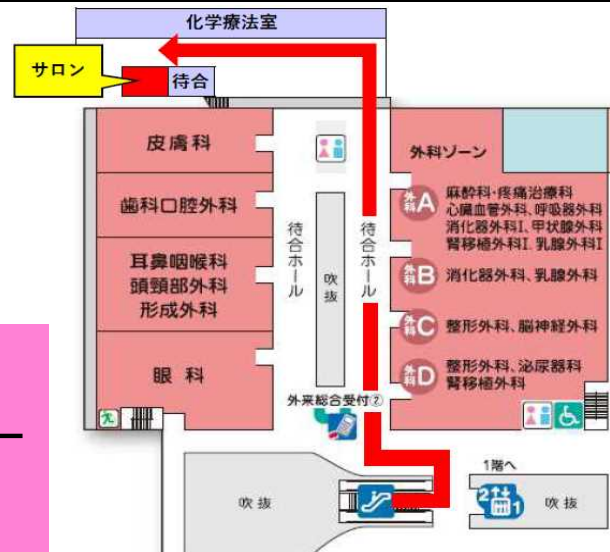 化学療法室
サロン
待合
皮膚科
歯科口腔外科
耳鼻咽喉科
頭頸部外科
形成外科
眼 科
待合ホール
吹抜
待合ホール
外科ゾーン
外科A
麻酔科・疼痛治療科
心臓血管外科、呼吸器外科
消化器外科Ⅰ、甲状腺外科
腎移植外科Ⅰ、乳腺外科Ⅰ
外科B
消化器外科、乳腺外科
外科C
整形外科、脳神経外科
外科D
整形外科、泌尿器科
腎移植外科
外来総合受付②
吹 抜
1階へ
2
1
吹 抜